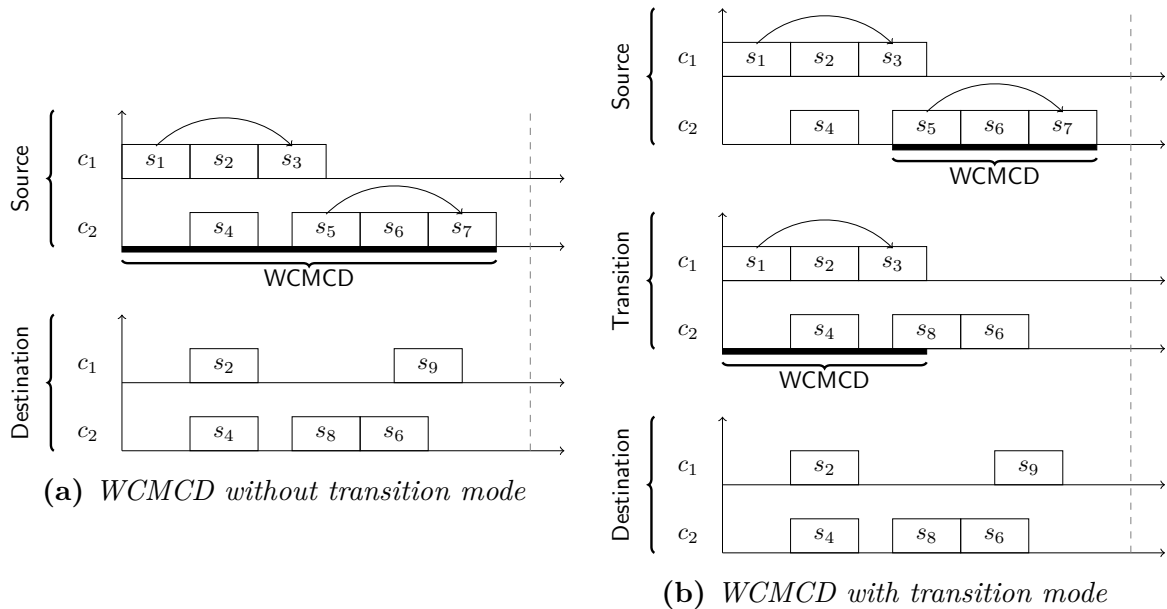 Source
c1
s1 s2 s3
c2
s4 s5 s6 s7
WCMCD
Destination
c1
s2 s9
c2
s4 s8 s6
(a) WCMCD without transition mode
Source
c1
s1 s2 s3
c2
s4 s5 s6 s7
WCMCD
Transition
c1
s1 s2 s3
c2
s4 s8 s6
WCMCD
Destination
c1
s2 s9
c2
s4 s8 s6
(b) WCMCD with transition mode